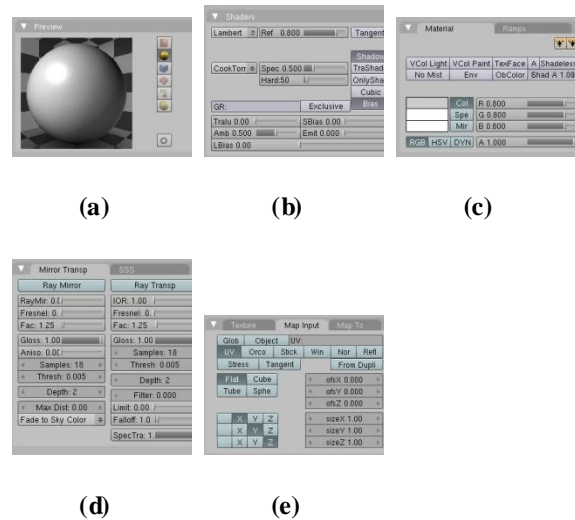 Preview
(a)
Shaders
Lambert Ref 0.800 Tangent
Shadow
CookTorr Spec 0.500 TraShad
Hard:50 OnlySha
Cubic
GR: Exclusive Bias
Tralu 0.00 SBias 0.00
Amb 0.500 Emit 0.000
LBias 0.00
(b)
Material Ramps
VCol Light VCol Paint TexFace A Shadeless
No Mist Env ObColor Shad A 1.00
Col R 0.800
Spe G 0.800
Mir B 0.800
RGB HSV DYN A 1.000
(c)
Mirror Transp SSS
Ray Mirror Ray Transp
RayMir: 0.( IOR: 1.00
Fresnel: 0. Fresnel: 0.
Fac: 1.25 Fac: 1.25
Gloss: 1.00 Gloss: 1.00
Aniso: 0.0( Samples: 18
Samples: 18 Thresh: 0.005
Thresh: 0.005 Depth: 2
Depth: 2 Filter: 0.000
Max Dist: 0.00 Limit: 0.00
Fade to Sky Color Falloff: 1.0
SpecTra: 1.
(d)
Texture Map Input Map To
Glob Object UV:
UV Orco Stick Win Nor Refl
Stress Tangent From Dupli
Flat Cube ofsX 0.000
Tube Sphe ofsY 0.000
ofsZ 0.000
X Y Z sizeX 1.00
X Y Z sizeY 1.00
X Y Z sizeZ 1.00
(e)